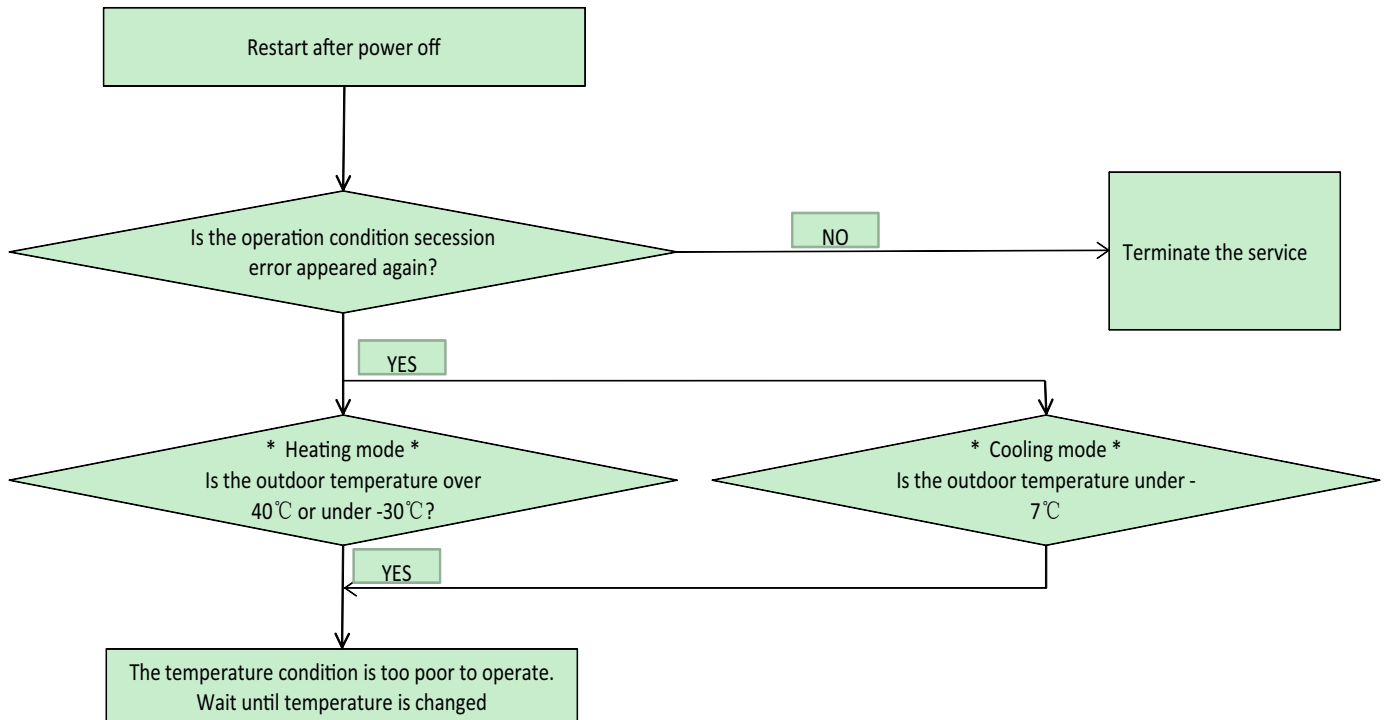 Restart after power off
Is the operation condition secession
error appeared again?
NO
Terminate the service
YES
* Heating mode *
Is the outdoor temperature over
40℃ or under -30℃?
* Cooling mode *
Is the outdoor temperature under -
7℃
YES
The temperature condition is too poor to operate.
Wait until temperature is changed